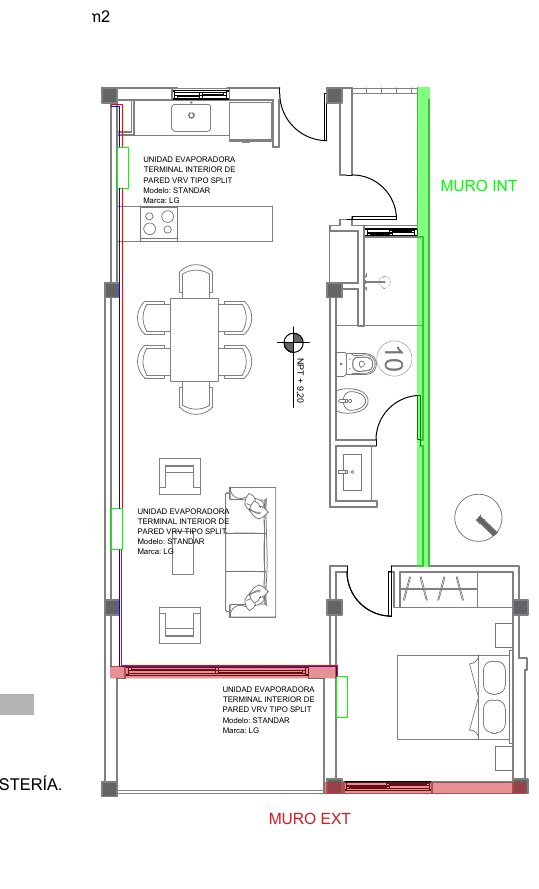 n2
UNIDAD EVAPORADORA
TERMINAL INTERIOR DE
PARED VRV TIPO SPLIT
Modelo: STANDAR
Marca: LG
MURO INT
10
NPT + 9,20
UNIDAD EVAPORADORA
TERMINAL INTERIOR DE
PARED VRV TIPO SPLIT
Modelo: STANDAR
Marca: LG
UNIDAD EVAPORADORA
TERMINAL INTERIOR DE
PARED VRV TIPO SPLIT
Modelo: STANDAR
Marca: LG
STERÍA.
MURO EXT